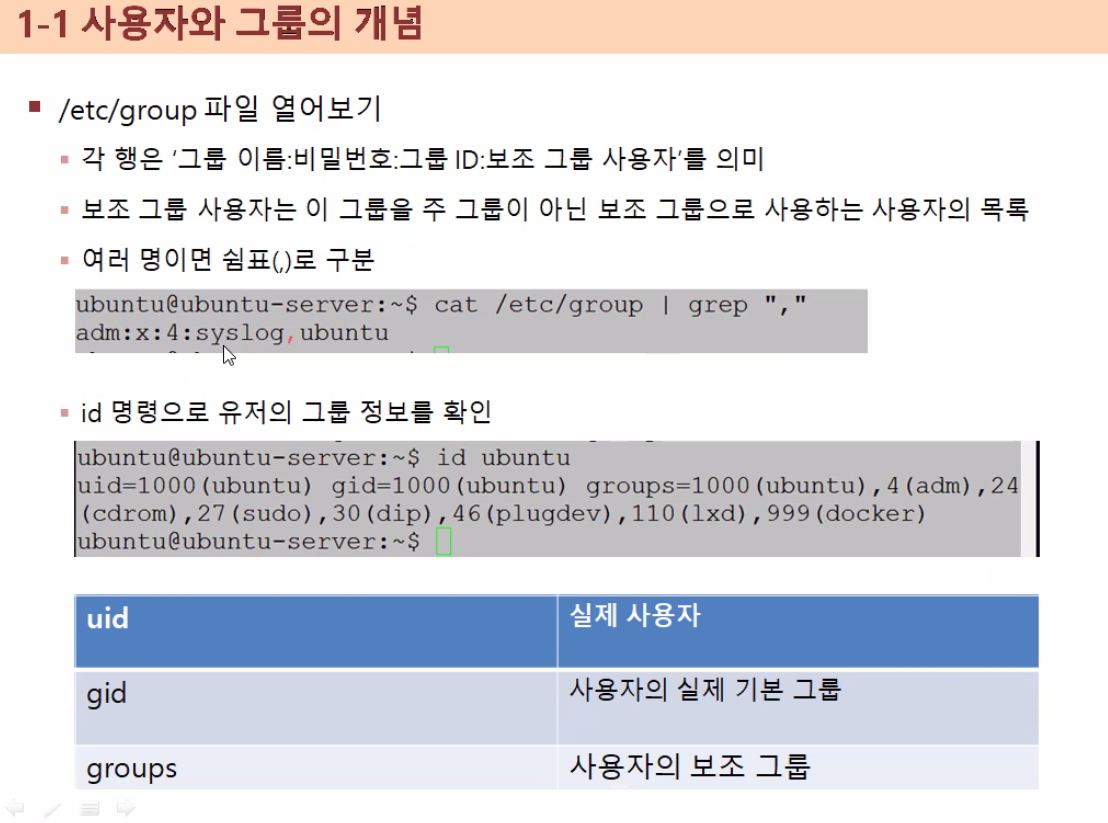 1-1 사용자와 그룹의 개념
/etc/group 파일 열어보기
각 행은 ‘그룹 이름:비밀번호:그룹 ID:보조 그룹 사용자’를 의미
보조 그룹 사용자는 이 그룹을 주 그룹이 아닌 보조 그룹으로 사용하는 사용자의 목록
여러 명이면 쉼표(,)로 구분
ubuntu@ubuntu-server:~$ cat /etc/group | grep ","
adm:x:4:syslog,ubuntu
id 명령으로 유저의 그룹 정보를 확인
ubuntu@ubuntu-server:~$ id ubuntu
uid=1000(ubuntu) gid=1000(ubuntu) groups=1000(ubuntu),4(adm),24
(cdrom),27(sudo),30(dip),46(plugdev),110(lxd),999(docker)
ubuntu@ubuntu-server:~$
uid 실제 사용자
gid 사용자의 실제 기본 그룹
groups 사용자의 보조 그룹